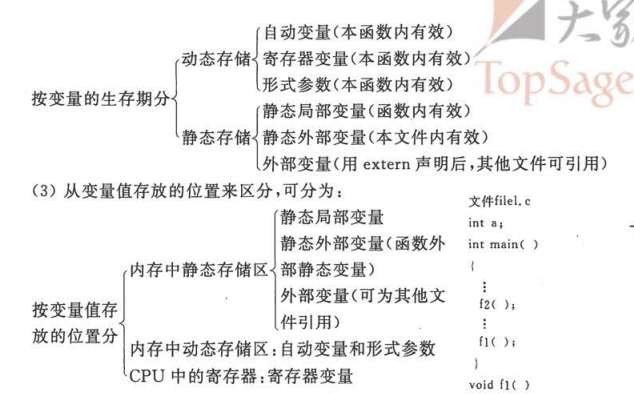 大家
TopSage
自动变量(本函数内有效)
动态存储 寄存器变量(本函数内有效)
形式参数(本函数内有效)
按变量的生存期分
静态局部变量(函数内有效)
静态存储 静态外部变量(本文件内有效)
外部变量(用 extern 声明后,其他文件可引用)
(3) 从变量值存放的位置来区分,可分为:
静态局部变量
静态外部变量(函数外
内存中静态存储区 部静态变量)
外部变量(可为其他文
件引用)
按变量值存
放的位置分
内存中动态存储区:自动变量和形式参数
CPU 中的寄存器:寄存器变量
文件file1.c
int a;
int main( )
{
⋮
f2( );
⋮
f1( );
}
void f1( )